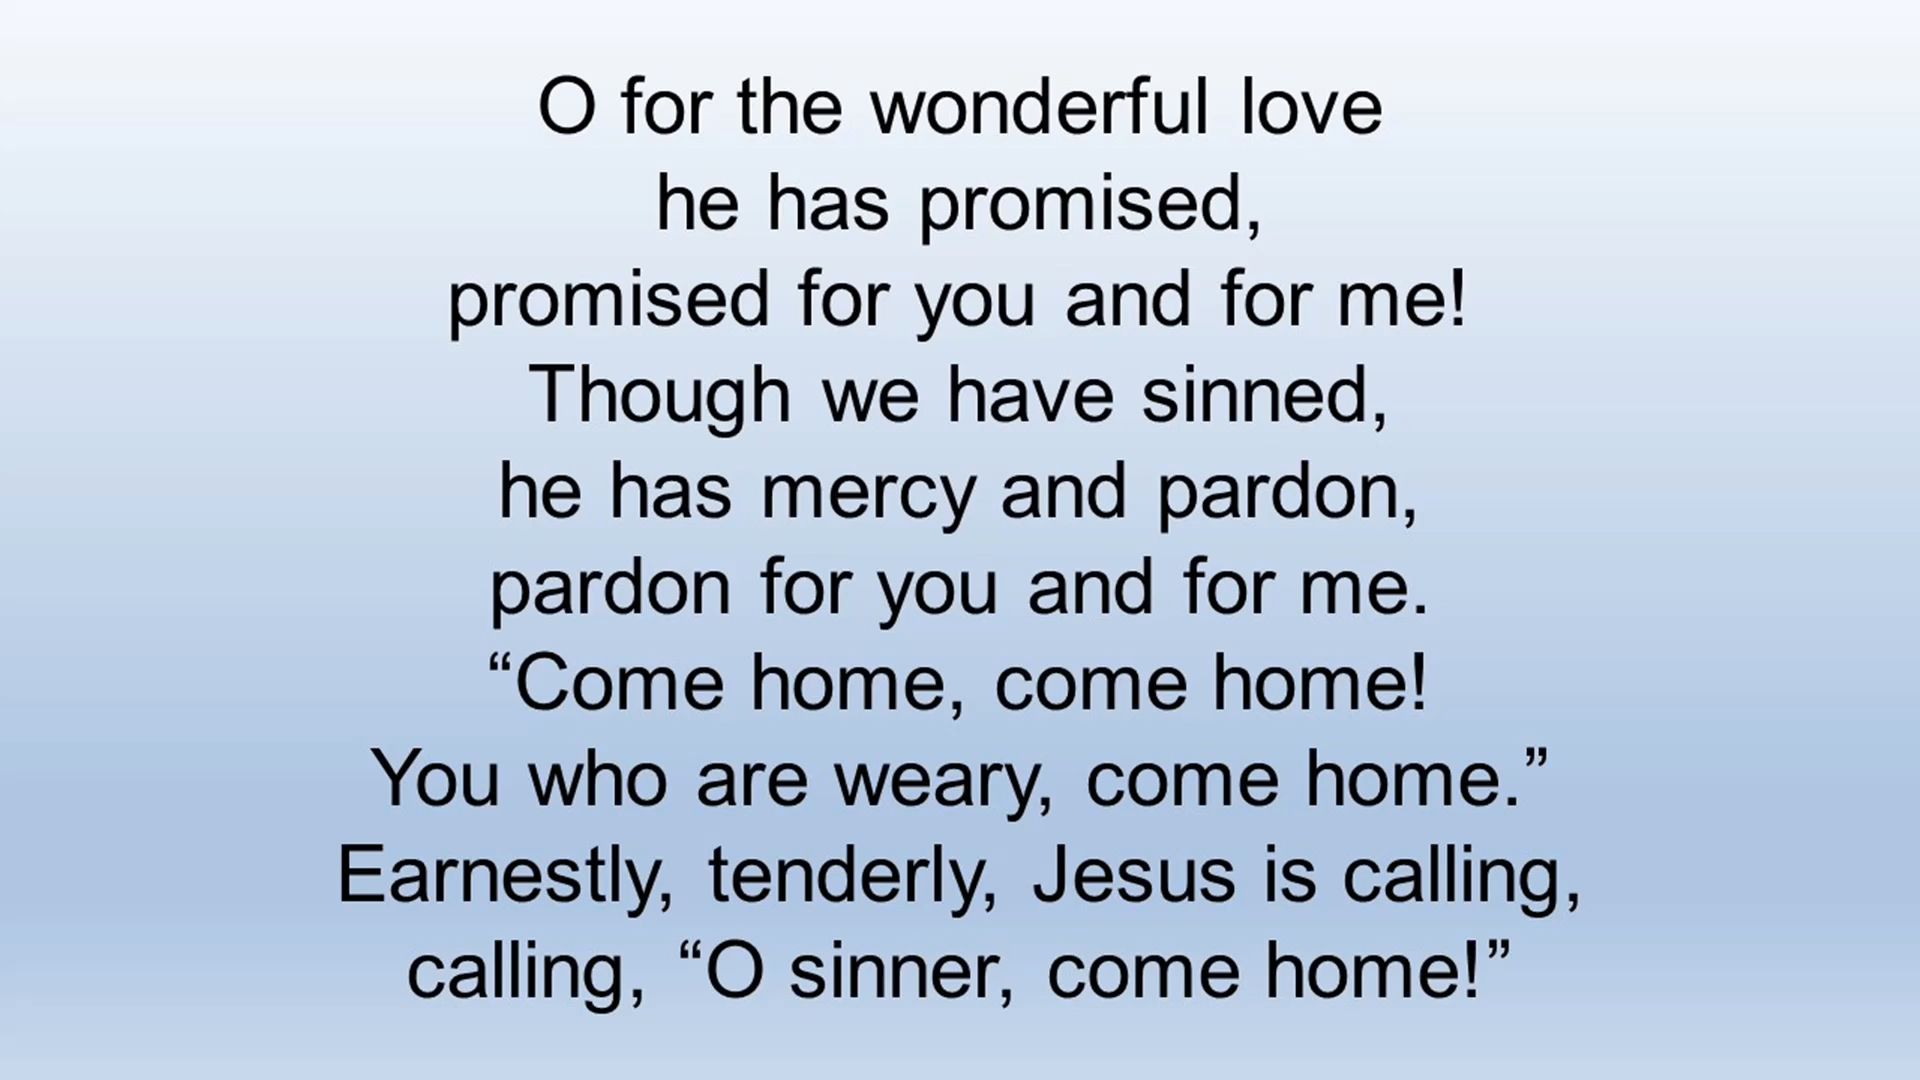 O for the wonderful love
he has promised,
promised for you and for me!
Though we have sinned,
he has mercy and pardon,
pardon for you and for me.
“Come home, come home!
You who are weary, come home.”
Earnestly, tenderly, Jesus is calling,
calling, “O sinner, come home!”